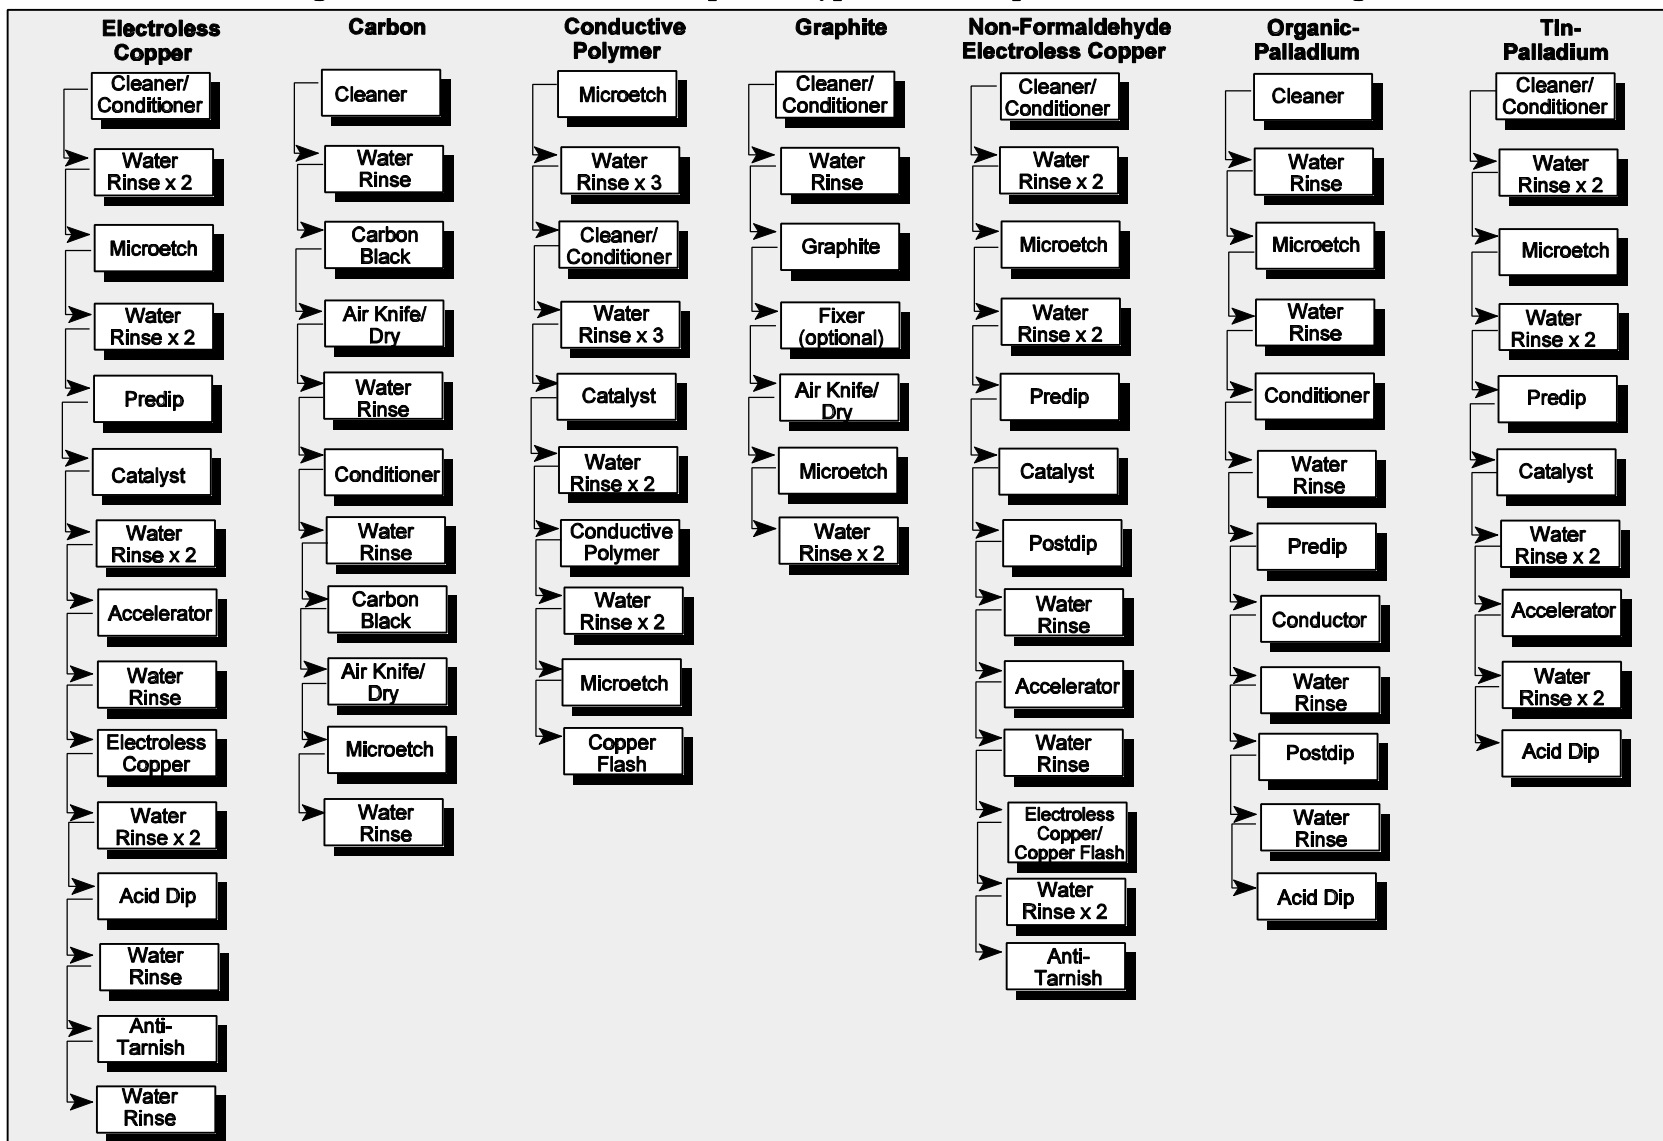 Electroless
Copper
Cleaner/
Conditioner
Water
Rinse x 2
Microetch
Water
Rinse x 2
Predip
Catalyst
Water
Rinse x 2
Accelerator
Water
Rinse
Electroless
Copper
Water
Rinse x 2
Acid Dip
Water
Rinse
Anti-
Tarnish
Water
Rinse
Carbon
Cleaner
Water
Rinse
Carbon
Black
Air Knife/
Dry
Water
Rinse
Conditioner
Water
Rinse
Carbon
Black
Air Knife/
Dry
Microetch
Water
Rinse
Conductive
Polymer
Microetch
Water
Rinse x 3
Cleaner/
Conditioner
Water
Rinse x 3
Catalyst
Water
Rinse x 2
Conductive
Polymer
Water
Rinse x 2
Microetch
Copper
Flash
Graphite
Cleaner/
Conditioner
Water
Rinse
Graphite
Fixer
(optional)
Air Knife/
Dry
Microetch
Water
Rinse x 2
Non-Formaldehyde
Electroless Copper
Cleaner/
Conditioner
Water
Rinse x 2
Microetch
Water
Rinse x 2
Predip
Catalyst
Postdip
Water
Rinse
Accelerator
Water
Rinse
Electroless
Copper/
Copper Flash
Water
Rinse x 2
Anti-
Tarnish
Organic-
Palladium
Cleaner
Water
Rinse
Microetch
Water
Rinse
Conditioner
Water
Rinse
Predip
Conductor
Water
Rinse
Postdip
Water
Rinse
Acid Dip
Tin-
Palladium
Cleaner/
Conditioner
Water
Rinse x 2
Microetch
Water
Rinse x 2
Predip
Catalyst
Water
Rinse x 2
Accelerator
Water
Rinse x 2
Acid Dip